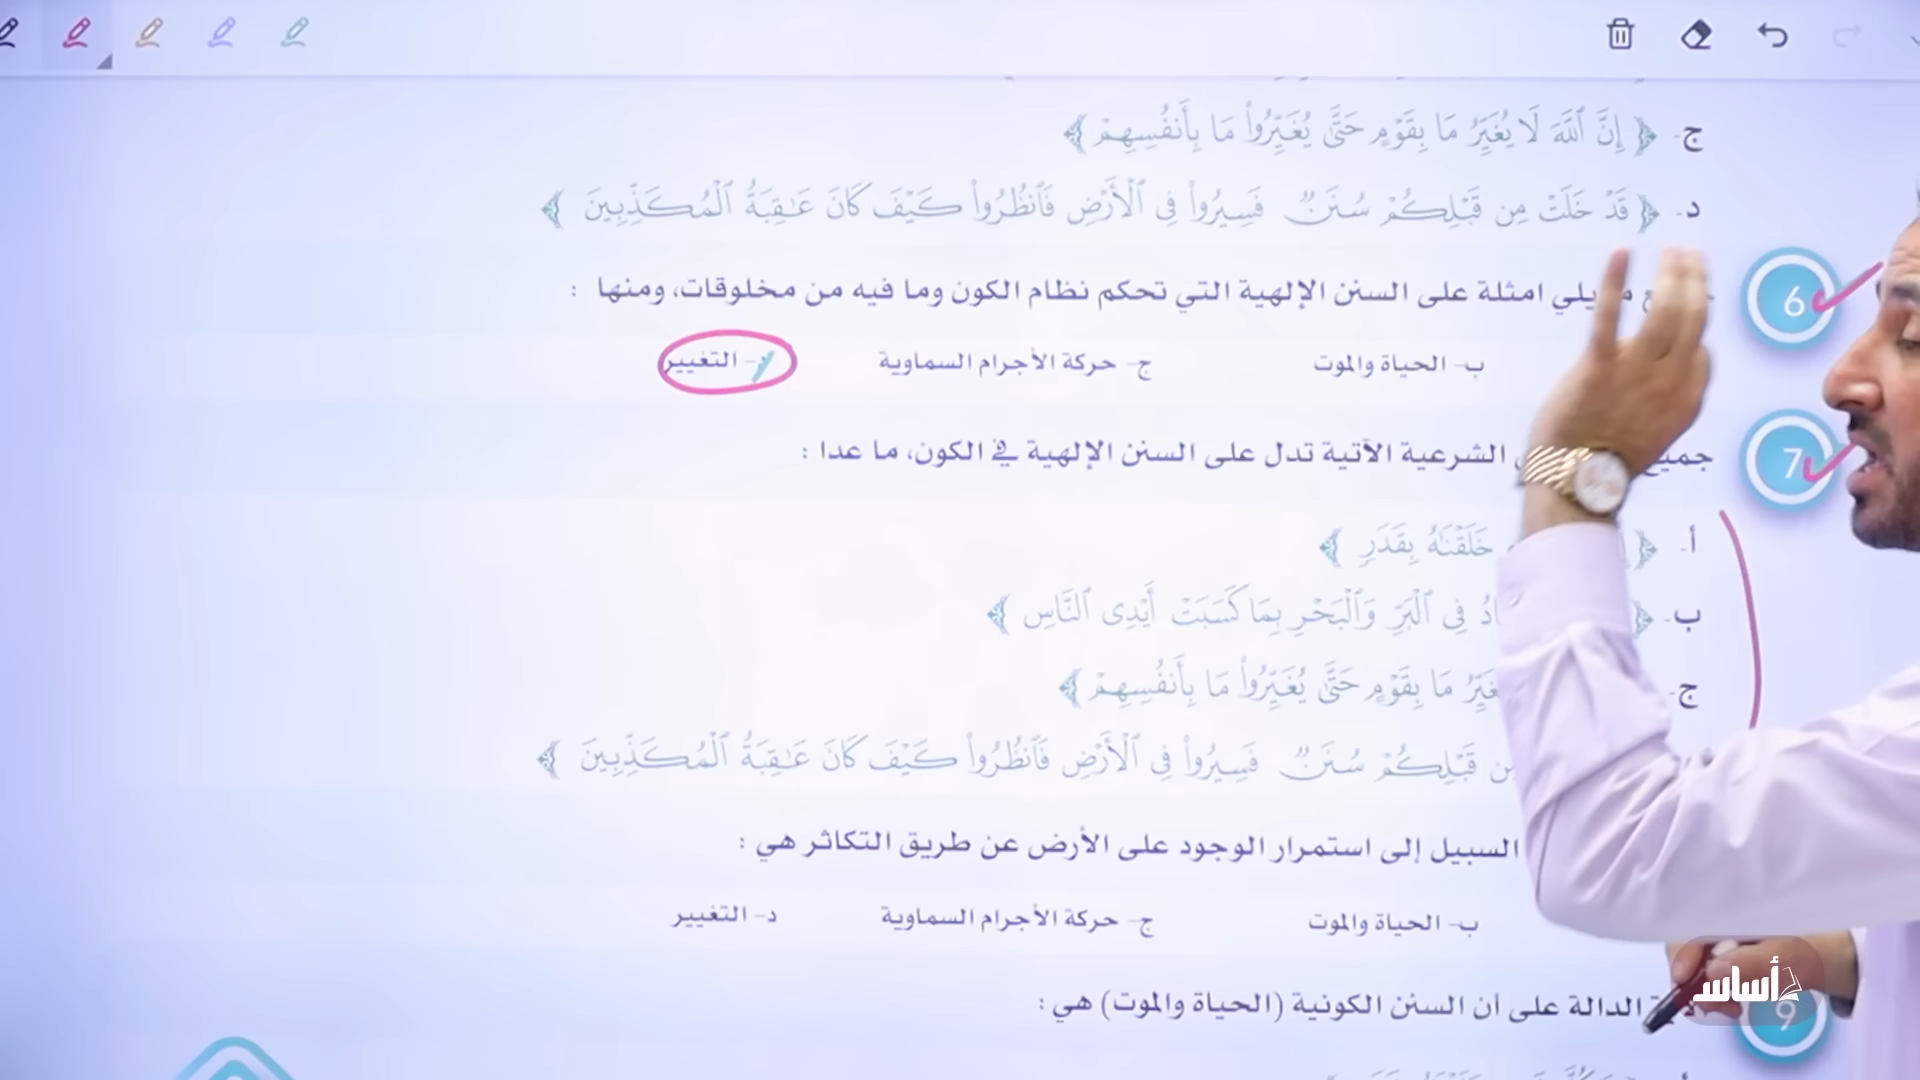 ج- ﴿ إِنَّ ٱللَّهَ لَا يُغَيِّرُ مَا بِقَوْمٍ حَتَّىٰ يُغَيِّرُوا۟ مَا بِأَنفُسِهِمْ ﴾
د- ﴿ قَدْ خَلَتْ مِن قَبْلِكُمْ سُنَنٌ فَسِيرُوا۟ فِى ٱلْأَرْضِ فَٱنظُرُوا۟ كَيْفَ كَانَ عَـٰقِبَةُ ٱلْمُكَذِّبِينَ ﴾
6 يلي امثلة على السنن الإلهية التي تحكم نظام الكون وما فيه من مخلوقات، ومنها :
ب- الحياة والموت ج- حركة الأجرام السماوية د- التغيير
7 جميع الشرعية الآتية تدل على السنن الإلهية في الكون، ما عدا :
أ- ﴿ خَلَقْنَـٰهُ بِقَدَرٍ ﴾
ب- ﴿ فِى ٱلْبَرِّ وَٱلْبَحْرِ بِمَا كَسَبَتْ أَيْدِى ٱلنَّاسِ ﴾
ج- مَا بِقَوْمٍ حَتَّىٰ يُغَيِّرُوا۟ مَا بِأَنفُسِهِمْ ﴾
قَبْلِكُمْ سُنَنٌ فَسِيرُوا۟ فِى ٱلْأَرْضِ فَٱنظُرُوا۟ كَيْفَ كَانَ عَـٰقِبَةُ ٱلْمُكَذِّبِينَ ﴾
السبيل إلى استمرار الوجود على الأرض عن طريق التكاثر هي :
ب- الحياة والموت ج- حركة الأجرام السماوية د- التغيير
9 الدالة على أن السنن الكونية (الحياة والموت) هي :
أساس